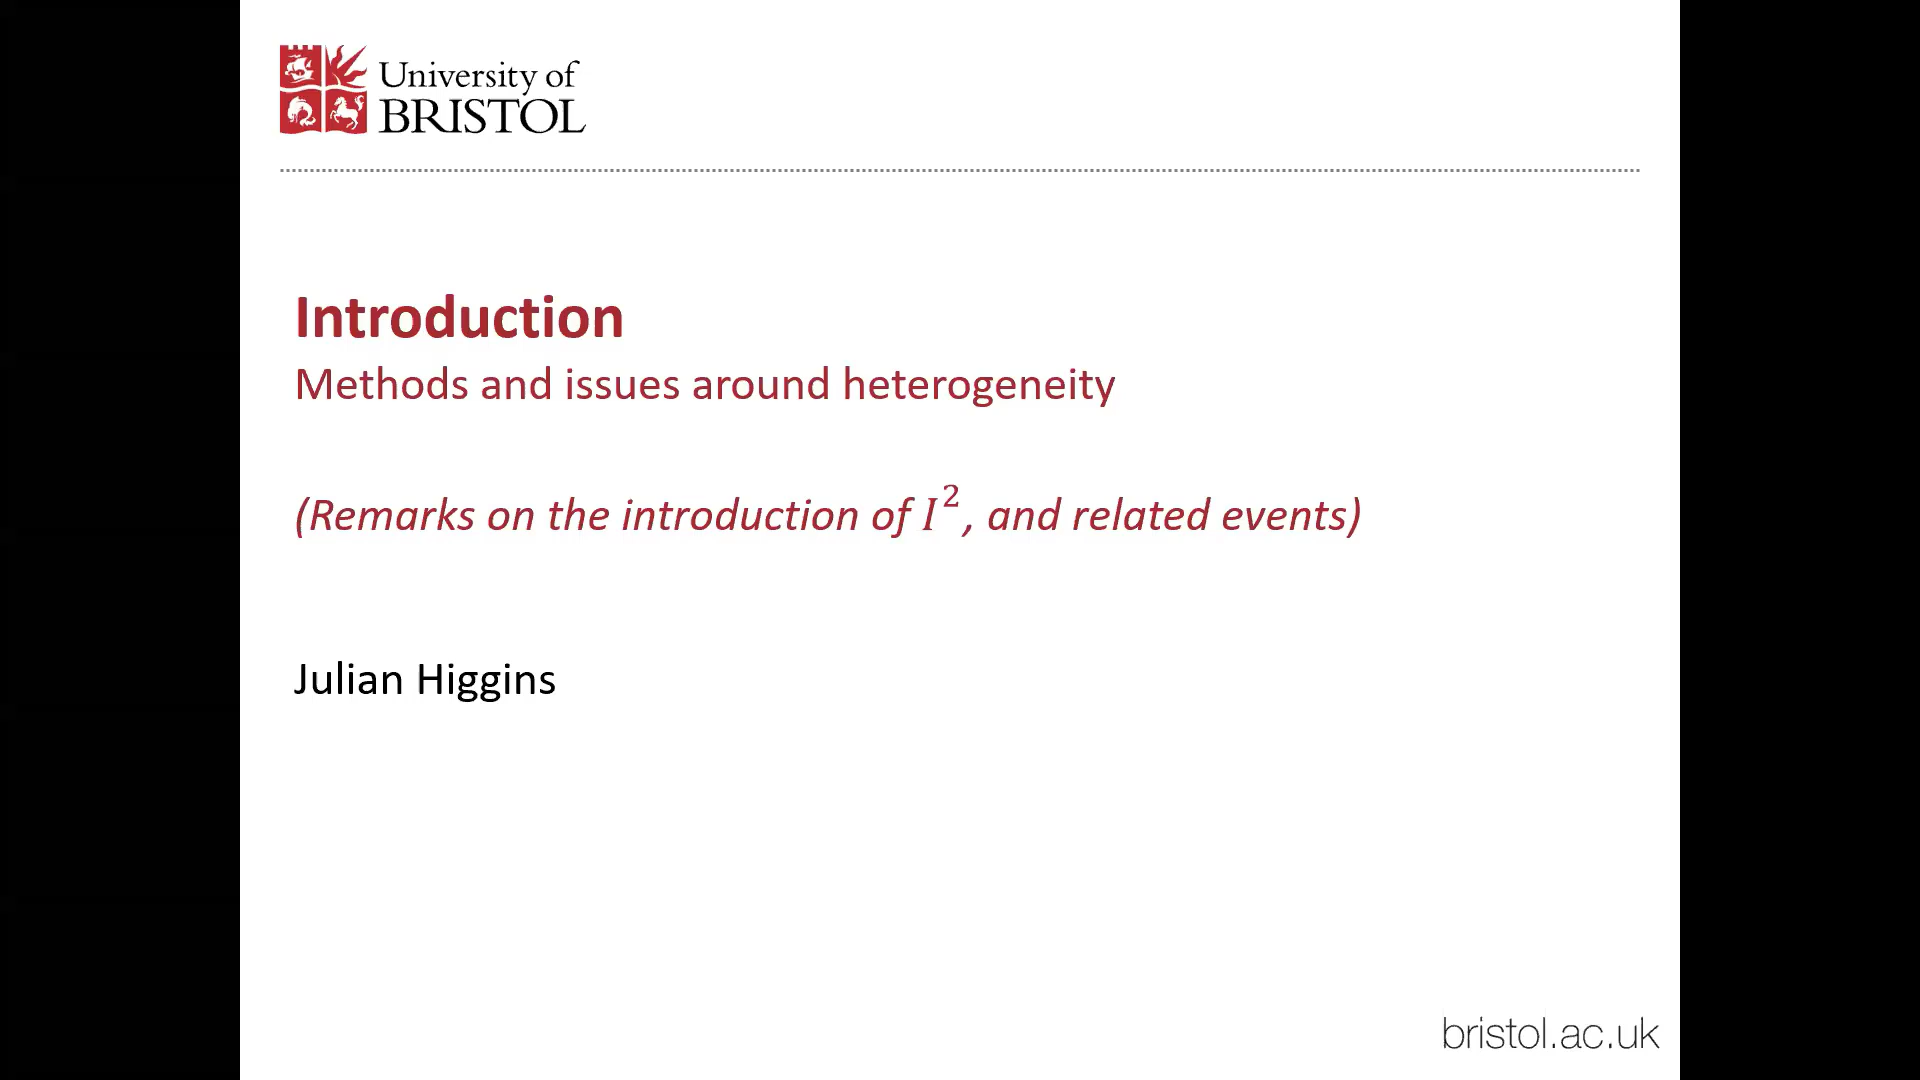 University of
BRISTOL
Introduction
Methods and issues around heterogeneity
(Remarks on the introduction of I², and related events)
Julian Higgins
bristol.ac.uk